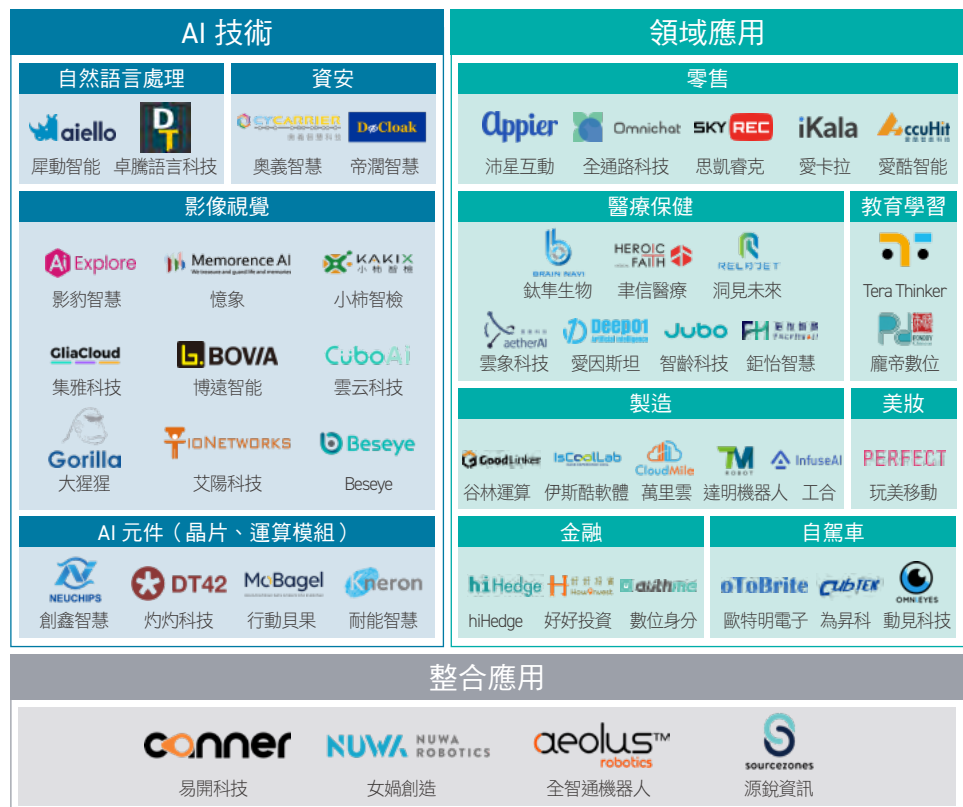 AI 技術
自然語言處理
資安
aiello
DT
CYCARRIER
DeCloak
犀動智能
卓騰語言科技
奧義智慧
帝濶智慧
影像視覺
Ai Explore
Memorence AI
KAKIX
小柿智檢
影豹智慧
憶象
小柿智檢
GliaCloud
BOVIA
CuboAi
集雅科技
博遠智能
雲云科技
Gorilla
IONETWORKS
Beseye
大猩猩
艾陽科技
Beseye
AI 元件（晶片、運算模組）
NEUCHIPS
DT42
MoBagel
Kneron
創鑫智慧
灼灼科技
行動貝果
耐能智慧
領域應用
零售
appier
Omnichat
SKY REC
iKala
AccuHit
沛星互動
全通路科技
思凱睿克
愛卡拉
愛酷智能
醫療保健
BRAIN NAVI
HEROIC FAITH
RELAJET
鈦隼生物
聿信醫療
洞見未來
aetherAI
Deep01
Jubo
FH
雲象科技
愛因斯坦
智齡科技
鉅怡智慧
教育學習
Tera Thinker
龐帝數位
製造
GoodLinker
IsCoolLab
CloudMile
TM ROBOT
InfuseAI
谷林運算
伊斯酷軟體
萬里雲
達明機器人
工合
美妝
PERFECT
玩美移動
金融
hiHedge
好好投資
HowInvest
authme
hiHedge
好好投資
數位身分
自駕車
oToBrite
CUBTEK
OMNIEYES
歐特明電子
為昇科
動見科技
整合應用
canner
NUWA
NUWA ROBOTICS
aeolus™
robotics
sourcezones
易開科技
女媧創造
全智通機器人
源銳資訊